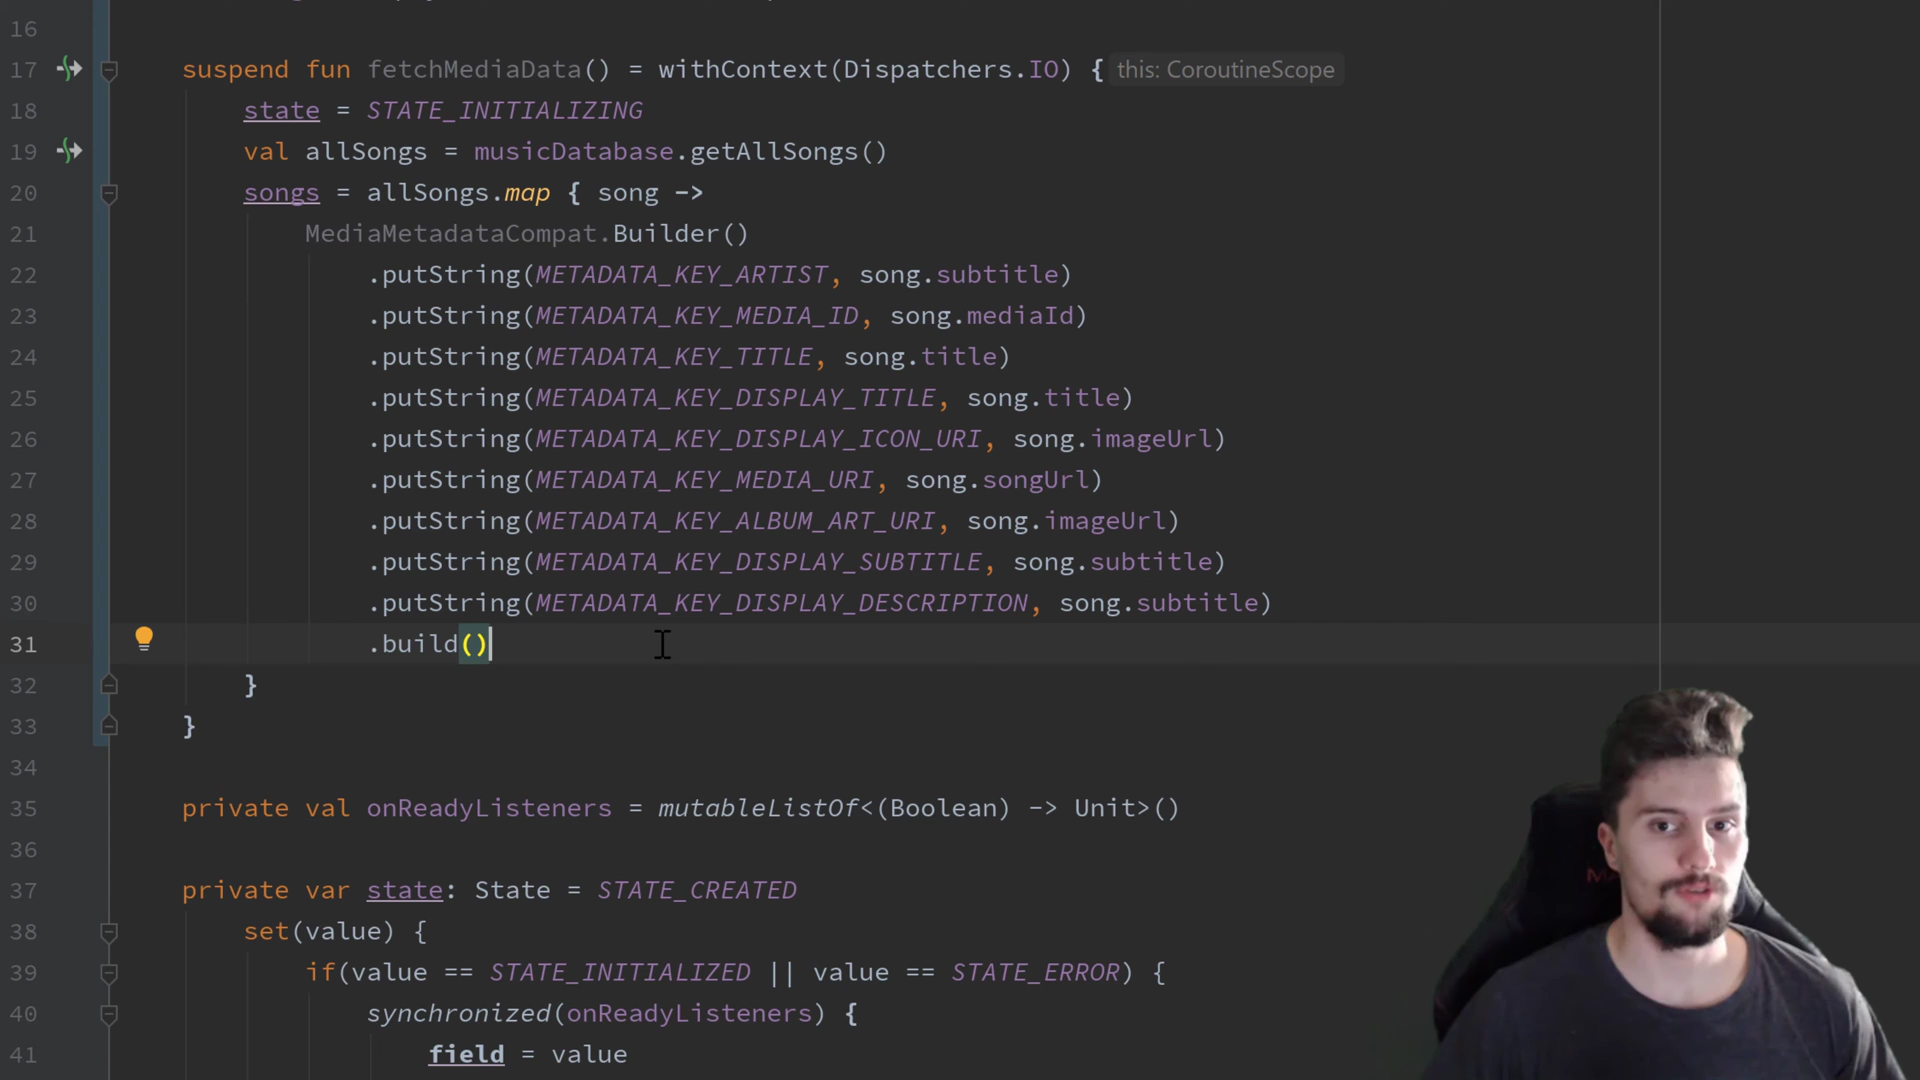 16
17 suspend fun fetchMediaData() = withContext(Dispatchers.IO) { this: CoroutineScope
18 state = STATE_INITIALIZING
19 val allSongs = musicDatabase.getAllSongs()
20 songs = allSongs.map { song ->
21 MediaMetadataCompat.Builder()
22 .putString(METADATA_KEY_ARTIST, song.subtitle)
23 .putString(METADATA_KEY_MEDIA_ID, song.mediaId)
24 .putString(METADATA_KEY_TITLE, song.title)
25 .putString(METADATA_KEY_DISPLAY_TITLE, song.title)
26 .putString(METADATA_KEY_DISPLAY_ICON_URI, song.imageUrl)
27 .putString(METADATA_KEY_MEDIA_URI, song.songUrl)
28 .putString(METADATA_KEY_ALBUM_ART_URI, song.imageUrl)
29 .putString(METADATA_KEY_DISPLAY_SUBTITLE, song.subtitle)
30 .putString(METADATA_KEY_DISPLAY_DESCRIPTION, song.subtitle)
31 .build()
32 }
33 }
34
35 private val onReadyListeners = mutableListOf<(Boolean) -> Unit>()
36
37 private var state: State = STATE_CREATED
38 set(value) {
39 if(value == STATE_INITIALIZED || value == STATE_ERROR) {
40 synchronized(onReadyListeners) {
41 field = value